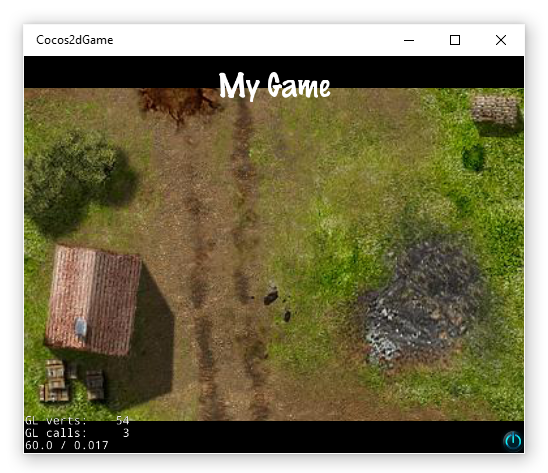 Cocos2dGame
My Game
GL verts: 54
GL calls: 3
60.0 / 0.017